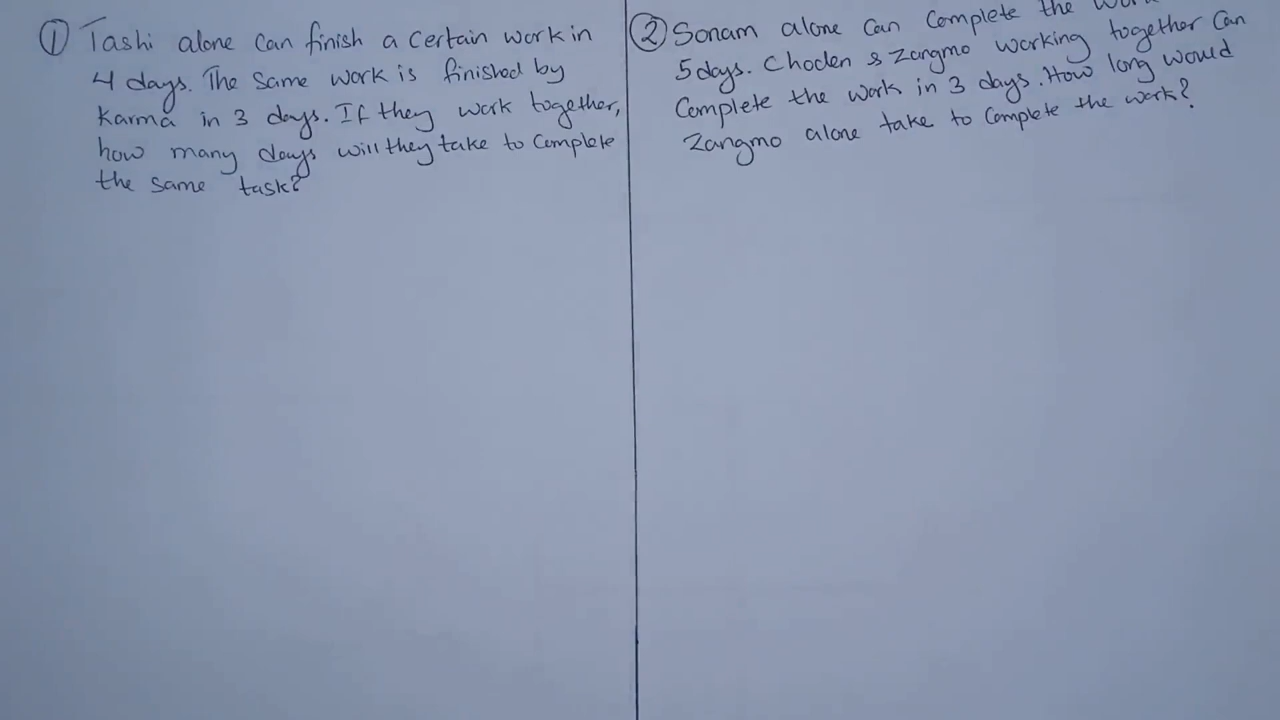 ① Tashi alone can finish a certain work in
4 days. The same work is finished by
Karma in 3 days. If they work together,
how many days will they take to complete
the same task?
② Sonam alone can complete the
5 days. Choden & Zangmo working together can
complete the work in 3 days. How long would
Zangmo alone take to complete the work?